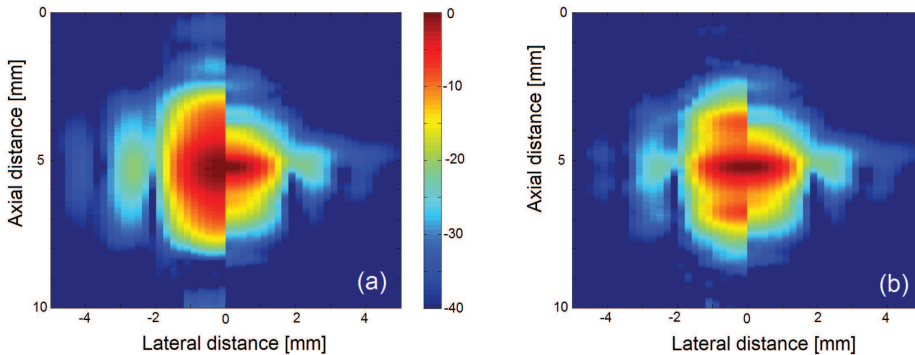 0
5
10
Axial distance [mm]
-4 -2 0 2 4
Lateral distance [mm]
(a)
0
-10
-20
-30
-40
0
5
10
Axial distance [mm]
-4 -2 0 2 4
Lateral distance [mm]
(b)